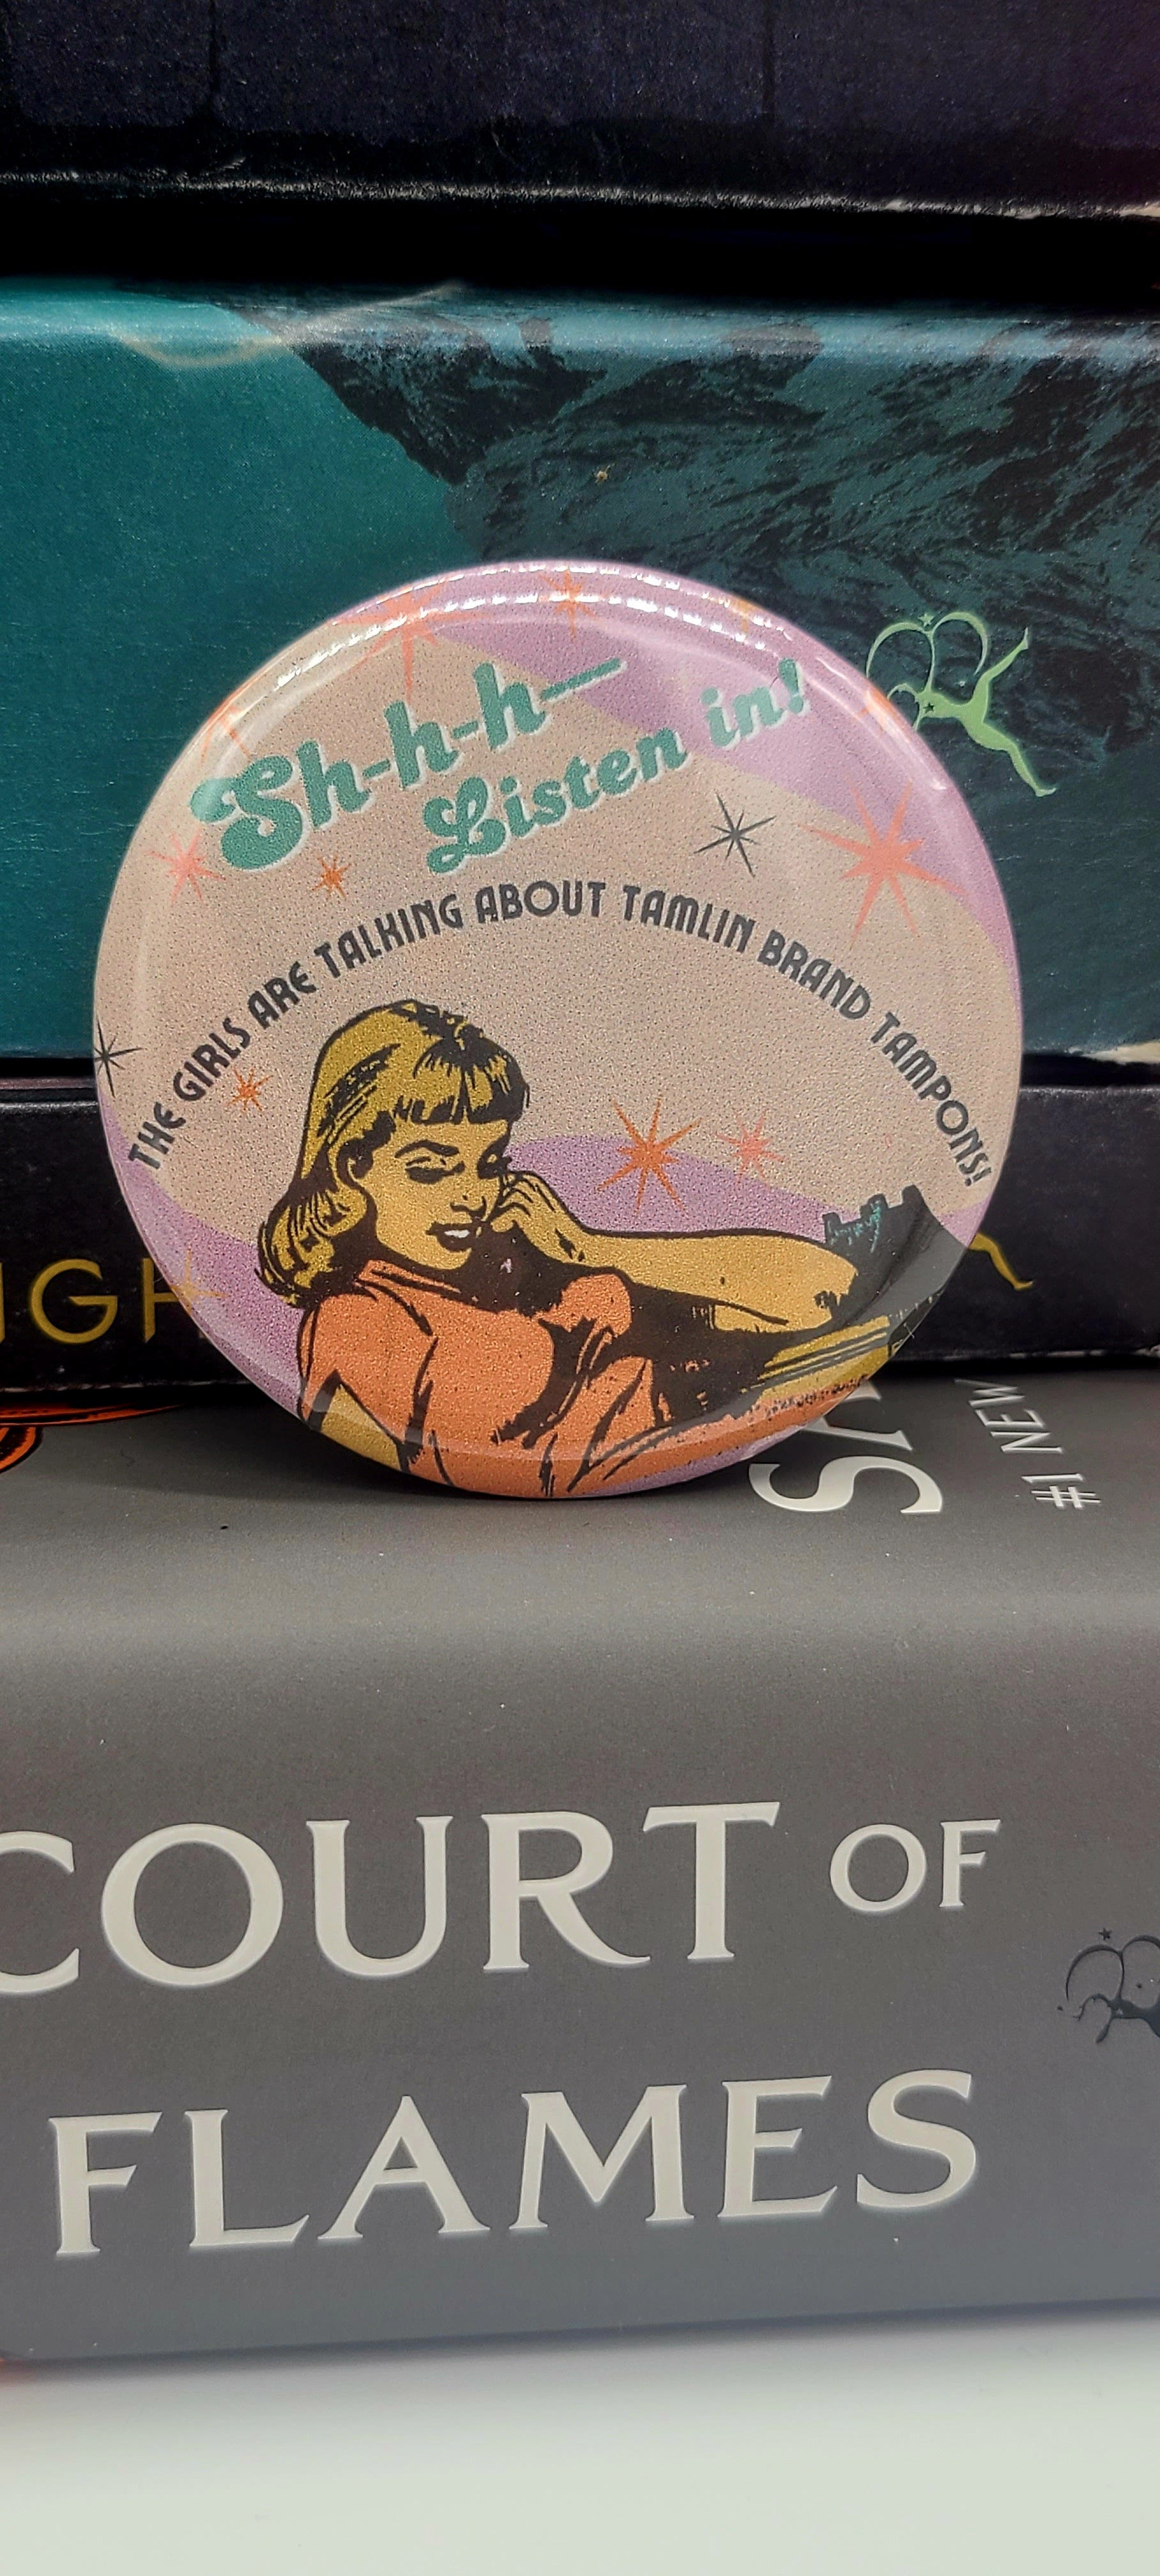 Sh-h-h—
Listen in!
THE GIRLS ARE TALKING ABOUT TAMLIN BRAND TAMPONS!
#1 NEW
COURT OF
FLAMES